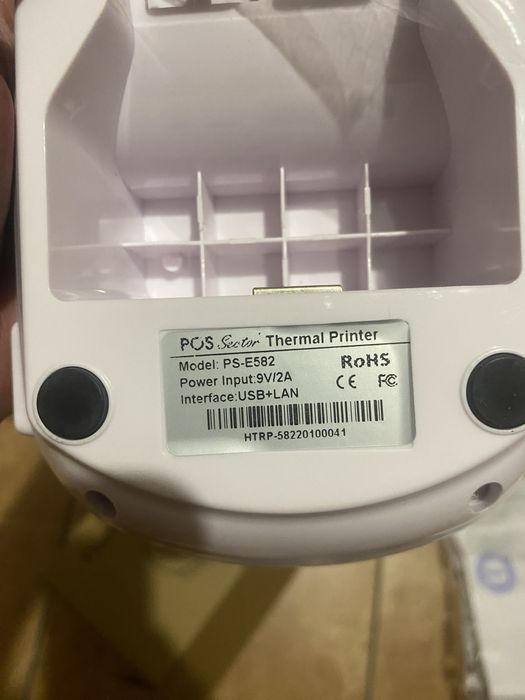 POS Sector Thermal Printer
Model: PS-E582
RoHS
Power Input:9V/2A
CE FC
Interface:USB+LAN
HTRP-58220100041